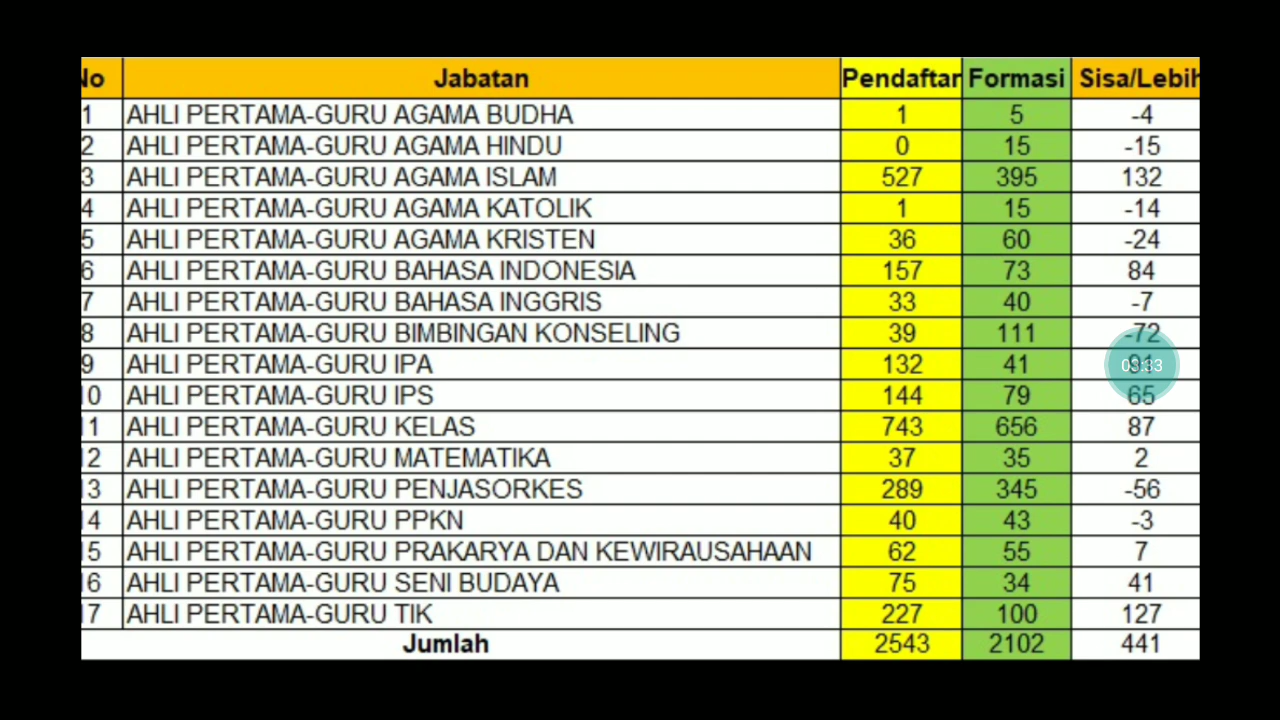 No Jabatan Pendaftar Formasi Sisa/Lebih
1 AHLI PERTAMA-GURU AGAMA BUDHA 1 5 -4
2 AHLI PERTAMA-GURU AGAMA HINDU 0 15 -15
3 AHLI PERTAMA-GURU AGAMA ISLAM 527 395 132
4 AHLI PERTAMA-GURU AGAMA KATOLIK 1 15 -14
5 AHLI PERTAMA-GURU AGAMA KRISTEN 36 60 -24
6 AHLI PERTAMA-GURU BAHASA INDONESIA 157 73 84
7 AHLI PERTAMA-GURU BAHASA INGGRIS 33 40 -7
8 AHLI PERTAMA-GURU BIMBINGAN KONSELING 39 111 -72
9 AHLI PERTAMA-GURU IPA 132 41 91
10 AHLI PERTAMA-GURU IPS 144 79 65
11 AHLI PERTAMA-GURU KELAS 743 656 87
12 AHLI PERTAMA-GURU MATEMATIKA 37 35 2
13 AHLI PERTAMA-GURU PENJASORKES 289 345 -56
14 AHLI PERTAMA-GURU PPKN 40 43 -3
15 AHLI PERTAMA-GURU PRAKARYA DAN KEWIRAUSAHAAN 62 55 7
16 AHLI PERTAMA-GURU SENI BUDAYA 75 34 41
17 AHLI PERTAMA-GURU TIK 227 100 127
Jumlah 2543 2102 441